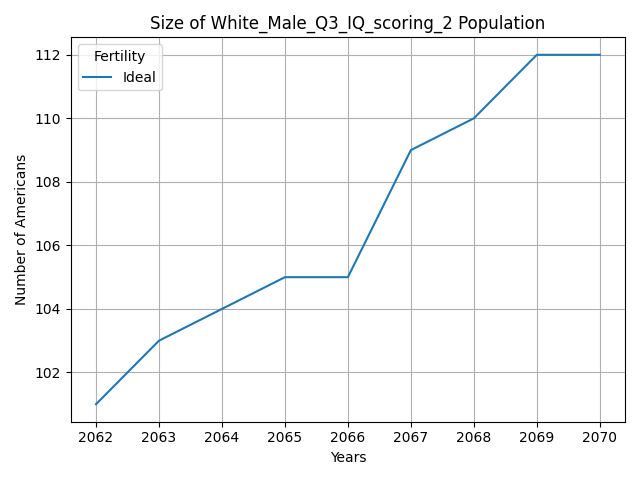 Size of White_Male_Q3_IQ_scoring_2 Population
Fertility
Ideal
Number of Americans
112
110
108
106
104
102
2062 2063 2064 2065 2066 2067 2068 2069 2070
Years